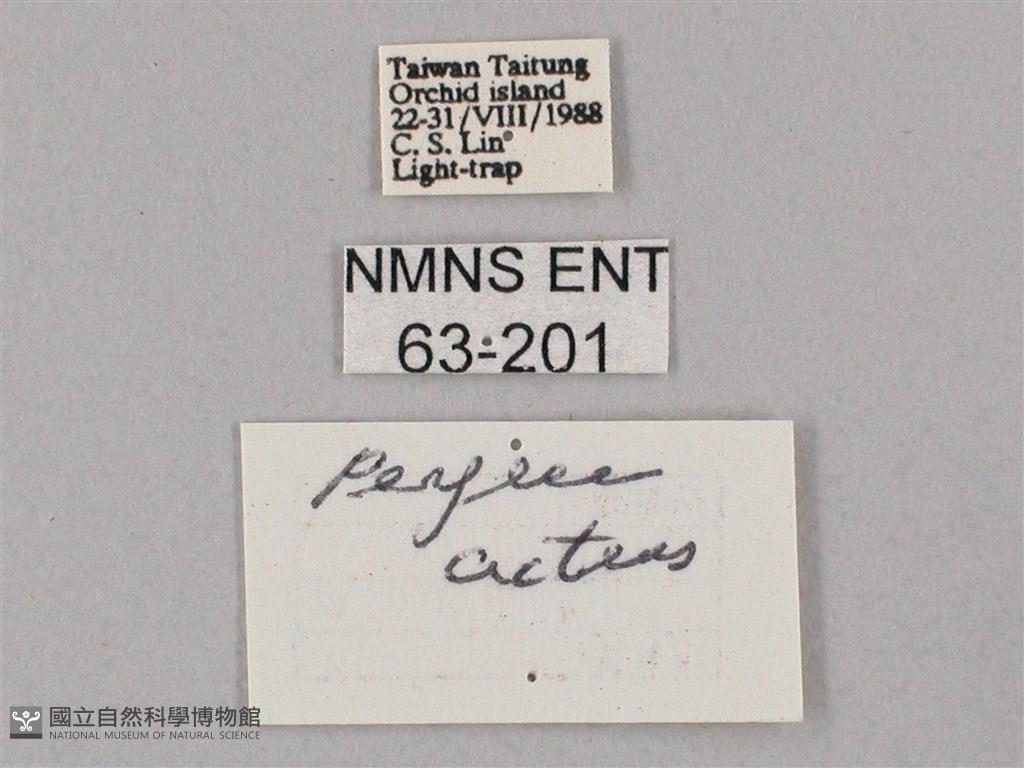 Taiwan Taitung
Orchid island
22-31/VIII/1988
C. S. Lin
Light-trap
NMNS ENT
63-201
acteus
國立自然科學博物館
NATIONAL MUSEUM OF NATURAL SCIENCE